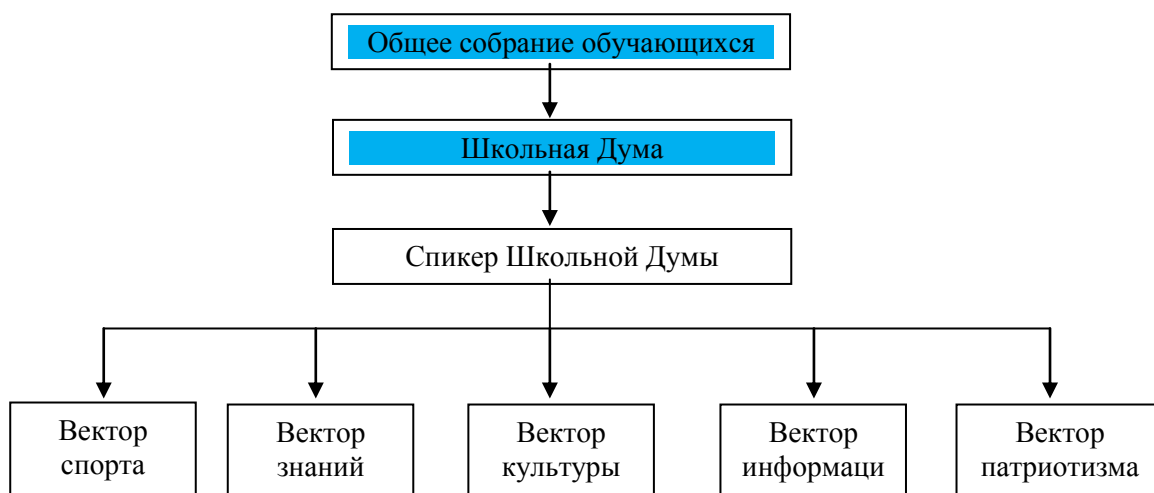 Общее собрание обучающихся
Школьная Дума
Спикер Школьной Думы
Вектор
спорта
Вектор
знаний
Вектор
культуры
Вектор
информаци
Вектор
патриотизма